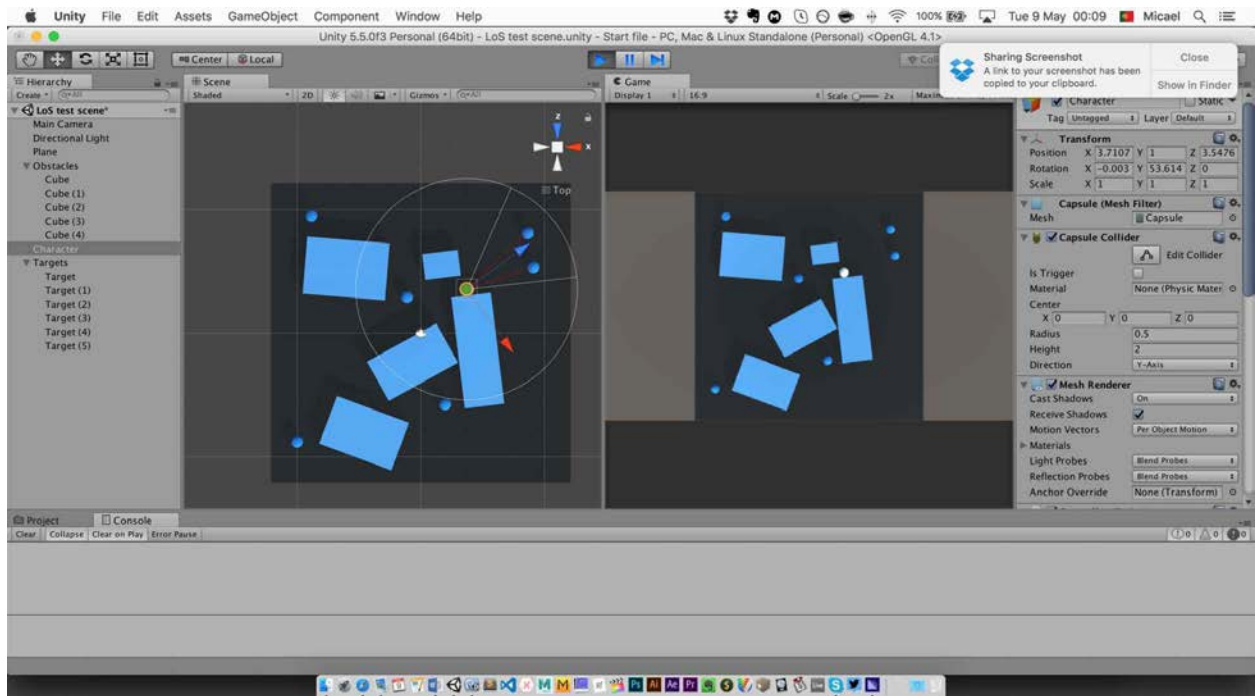 Unity File Edit Assets GameObject Component Window Help 100% Tue 9 May 00:09 Micael
Unity 5.5.0f3 Personal (64bit) - LoS test scene.unity - Start file - PC, Mac & Linux Standalone (Personal) <OpenGL 4.1>
Sharing Screenshot
A link to your screenshot has been
copied to your clipboard.
Close
Show in Finder
Center Local
Hierarchy
Create
LoS test scene*
Main Camera
Directional Light
Plane
Obstacles
Cube
Cube (1)
Cube (2)
Cube (3)
Cube (4)
Character
Targets
Target
Target (1)
Target (2)
Target (3)
Target (4)
Target (5)
Scene
Shaded 2D Gizmos
z
x
Top
Game
Display 1 16:9 Scale 2x
Character Static
Tag Untagged Layer Default
Transform
Position X 3.7107 Y 1 Z 3.5476
Rotation X -0.003 Y 53.614 Z 0
Scale X 1 Y 1 Z 1
Capsule (Mesh Filter)
Mesh Capsule
Capsule Collider
Edit Collider
Is Trigger
Material None (Physic Mater
Center
X 0 Y 0 Z 0
Radius 0.5
Height 2
Direction Y-Axis
Mesh Renderer
Cast Shadows On
Receive Shadows
Motion Vectors Per Object Motion
Materials
Light Probes Blend Probes
Reflection Probes Blend Probes
Anchor Override None (Transform)
Project Console
Clear Collapse Clear on Play Error Pause 0 0 0